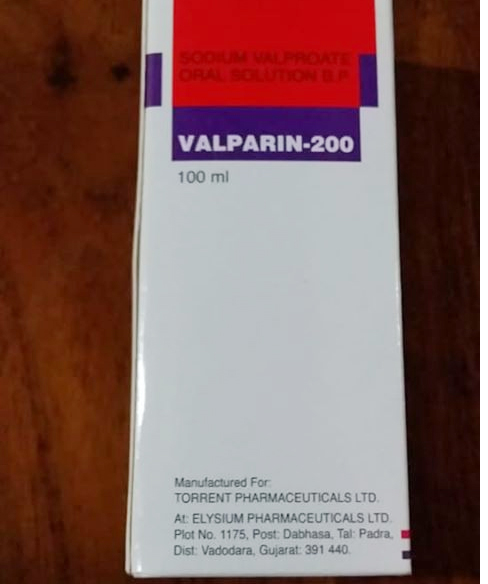 SODIUM VALPROATE
ORAL SOLUTION B.P.
VALPARIN-200
100 ml
Manufactured For:
TORRENT PHARMACEUTICALS LTD.
At: ELYSIUM PHARMACEUTICALS LTD.
Plot No. 1175, Post: Dabhasa, Tal: Padra,
Dist: Vadodara, Gujarat: 391 440.